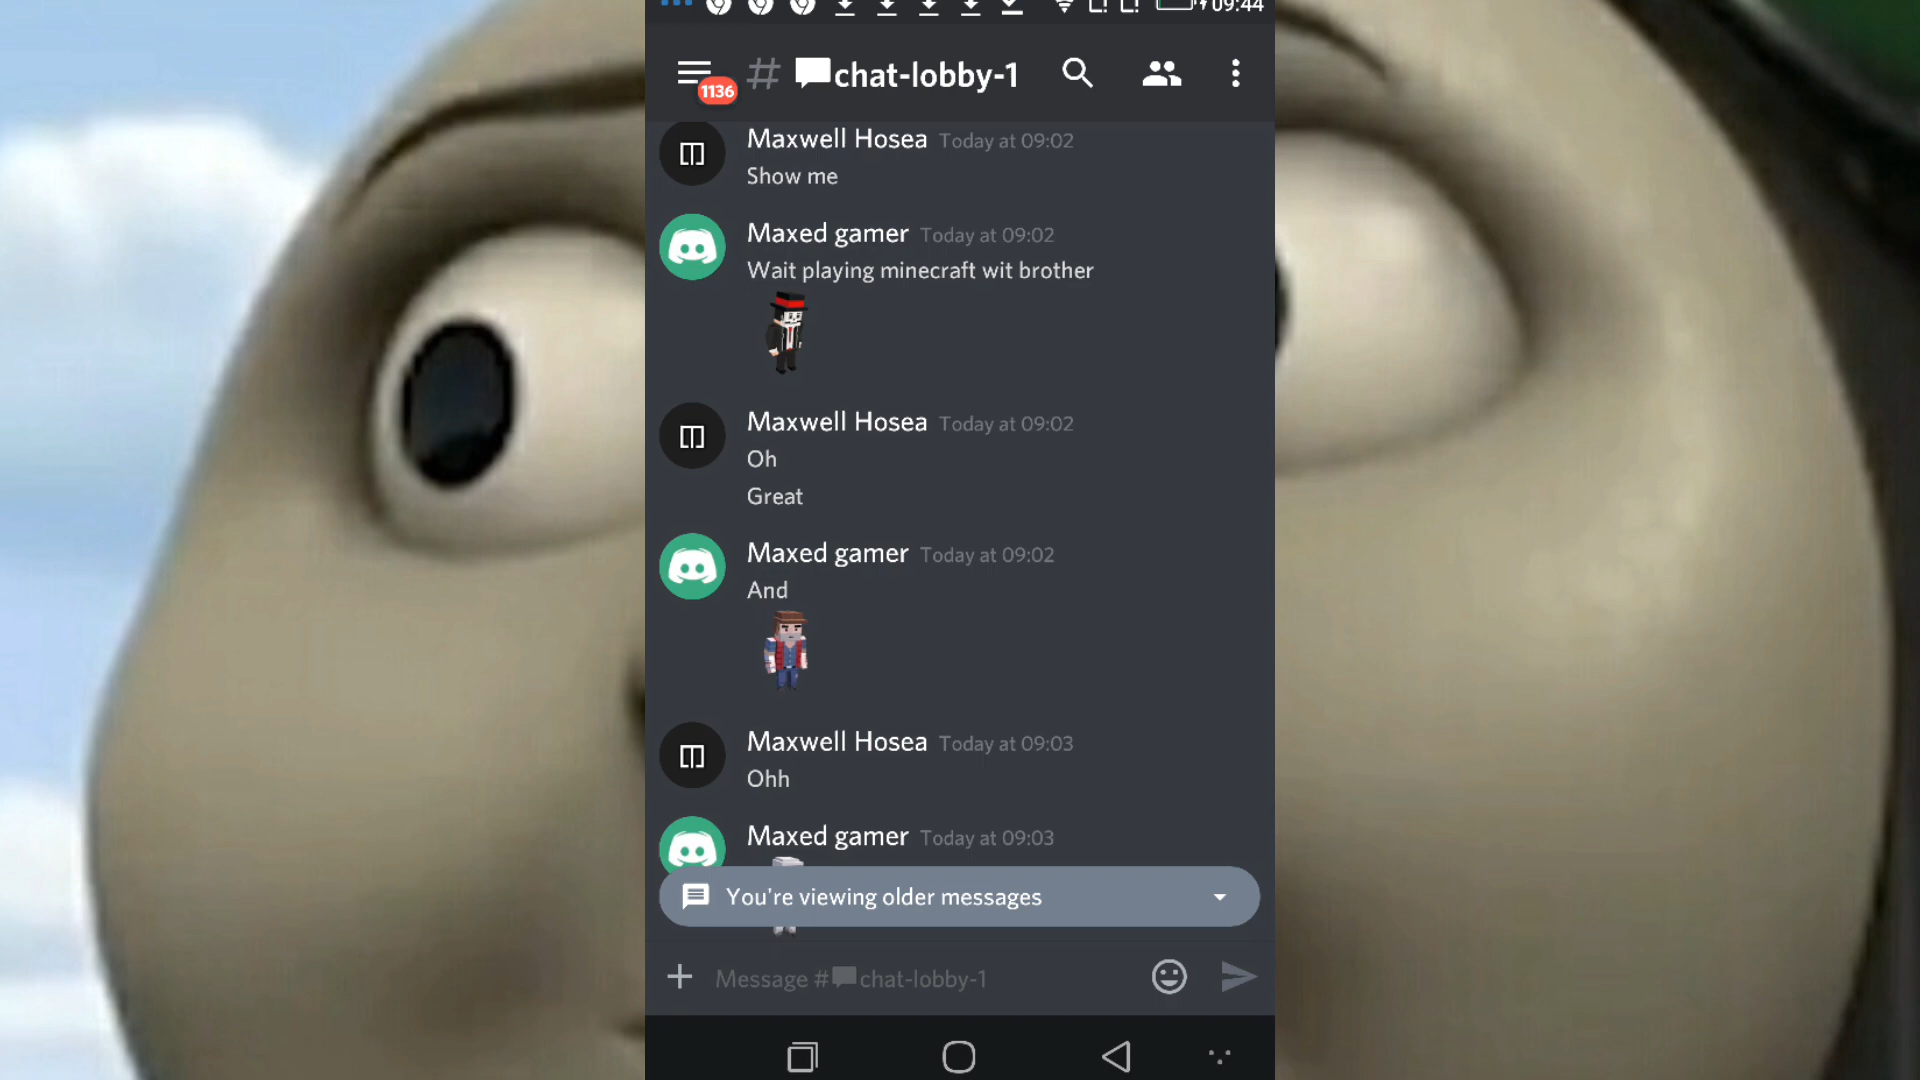 09:44
1136
# chat-lobby-1
Maxwell Hosea Today at 09:02
Show me
Maxed gamer Today at 09:02
Wait playing minecraft wit brother
Maxwell Hosea Today at 09:02
Oh
Great
Maxed gamer Today at 09:02
And
Maxwell Hosea Today at 09:03
Ohh
Maxed gamer Today at 09:03
You're viewing older messages
Message # chat-lobby-1